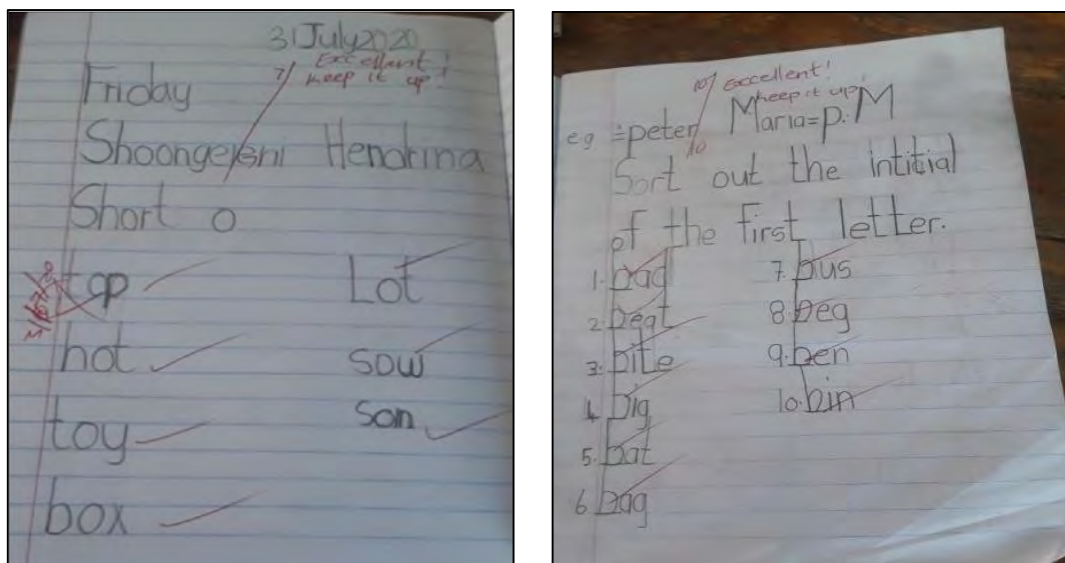 31 July 2020
Excellent!
keep it up!
7/
Friday
Hendrina
Short o
top
Lot
hot
sow
toy
son
box
10/10 excellent!
keep it up!
e.g = peter Maria = p. M
Sort out the intitial
of the first letter.
1. bad
7. bus
2. beat
8. beg
3. bite
9. ben
4. big
10. bin
5. bat
6 bag